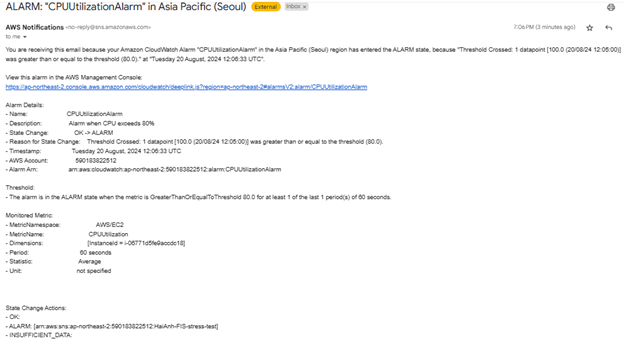 ALARM: "CPUUtilizationAlarm" in Asia Pacific (Seoul) External Inbox ×
AWS Notifications <no-reply@sns.amazonaws.com> 7:06 PM (3 minutes ago)
to me
You are receiving this email because your Amazon CloudWatch Alarm "CPUUtilizationAlarm" in the Asia Pacific (Seoul) region has entered the ALARM state, because "Threshold Crossed: 1 datapoint [100.0 (20/08/24 12:05:00)]
was greater than or equal to the threshold (80.0)." at "Tuesday 20 August, 2024 12:06:33 UTC".
View this alarm in the AWS Management Console:
https://ap-northeast-2.console.aws.amazon.com/cloudwatch/deeplink.js?region=ap-northeast-2#alarmsV2:alarm/CPUUtilizationAlarm
Alarm Details:
- Name: CPUUtilizationAlarm
- Description: Alarm when CPU exceeds 80%
- State Change: OK -> ALARM
- Reason for State Change: Threshold Crossed: 1 datapoint [100.0 (20/08/24 12:05:00)] was greater than or equal to the threshold (80.0).
- Timestamp: Tuesday 20 August, 2024 12:06:33 UTC
- AWS Account: 590183822512
- Alarm Arn: arn:aws:cloudwatch:ap-northeast-2:590183822512:alarm:CPUUtilizationAlarm
Threshold:
- The alarm is in the ALARM state when the metric is GreaterThanOrEqualToThreshold 80.0 for at least 1 of the last 1 period(s) of 60 seconds.
Monitored Metric:
- MetricNamespace: AWS/EC2
- MetricName: CPUUtilization
- Dimensions: [InstanceId = i-06771d5fe9accdc18]
- Period: 60 seconds
- Statistic: Average
- Unit: not specified
State Change Actions:
- OK:
- ALARM: [arn:aws:sns:ap-northeast-2:590183822512:HaiAnh-FIS-stress-test]
- INSUFFICIENT_DATA: